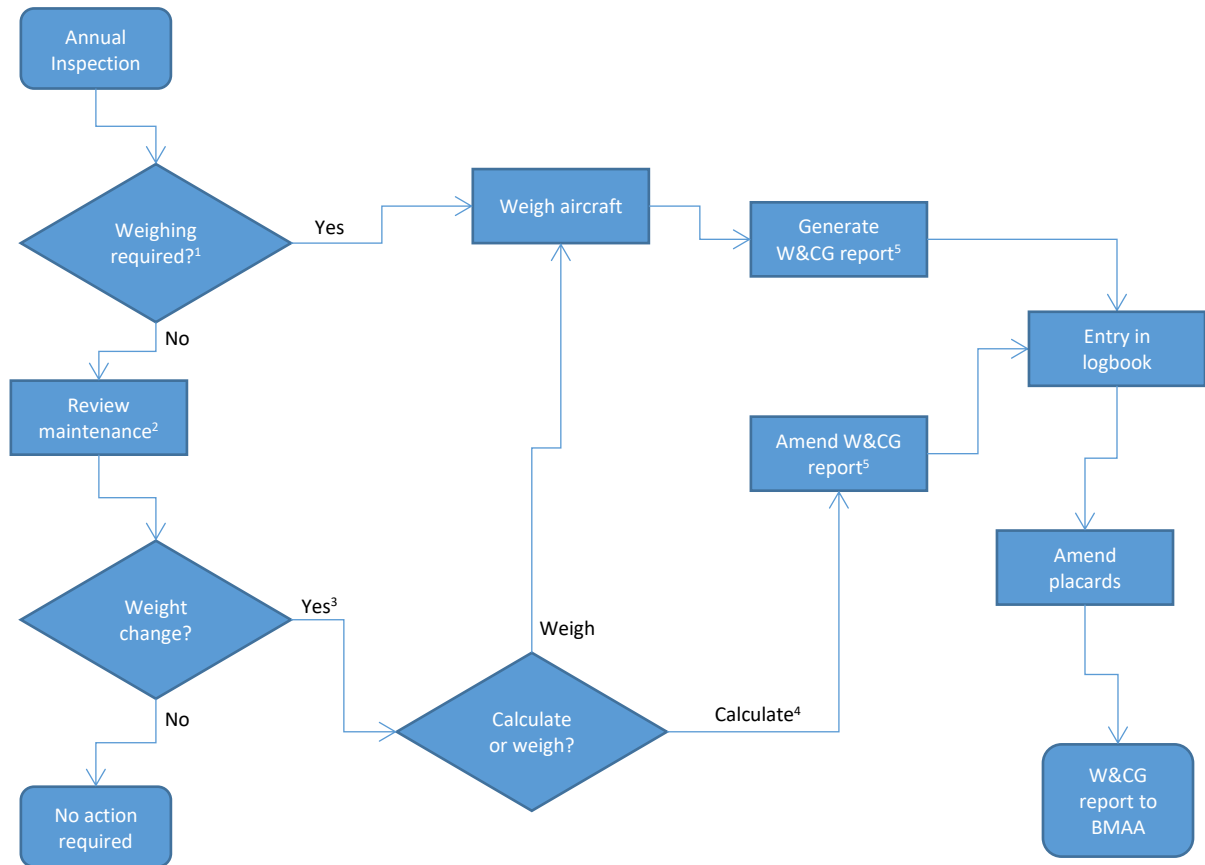 Annual
Inspection
Weighing
required?¹
Yes
Weigh aircraft
Generate
W&CG report⁵
No
Entry in
logbook
Review
maintenance²
Amend W&CG
report⁵
Amend
placards
Weight
change?
Yes³
Weigh
No
Calculate
or weigh?
Calculate⁴
No action
required
W&CG
report to
BMAA